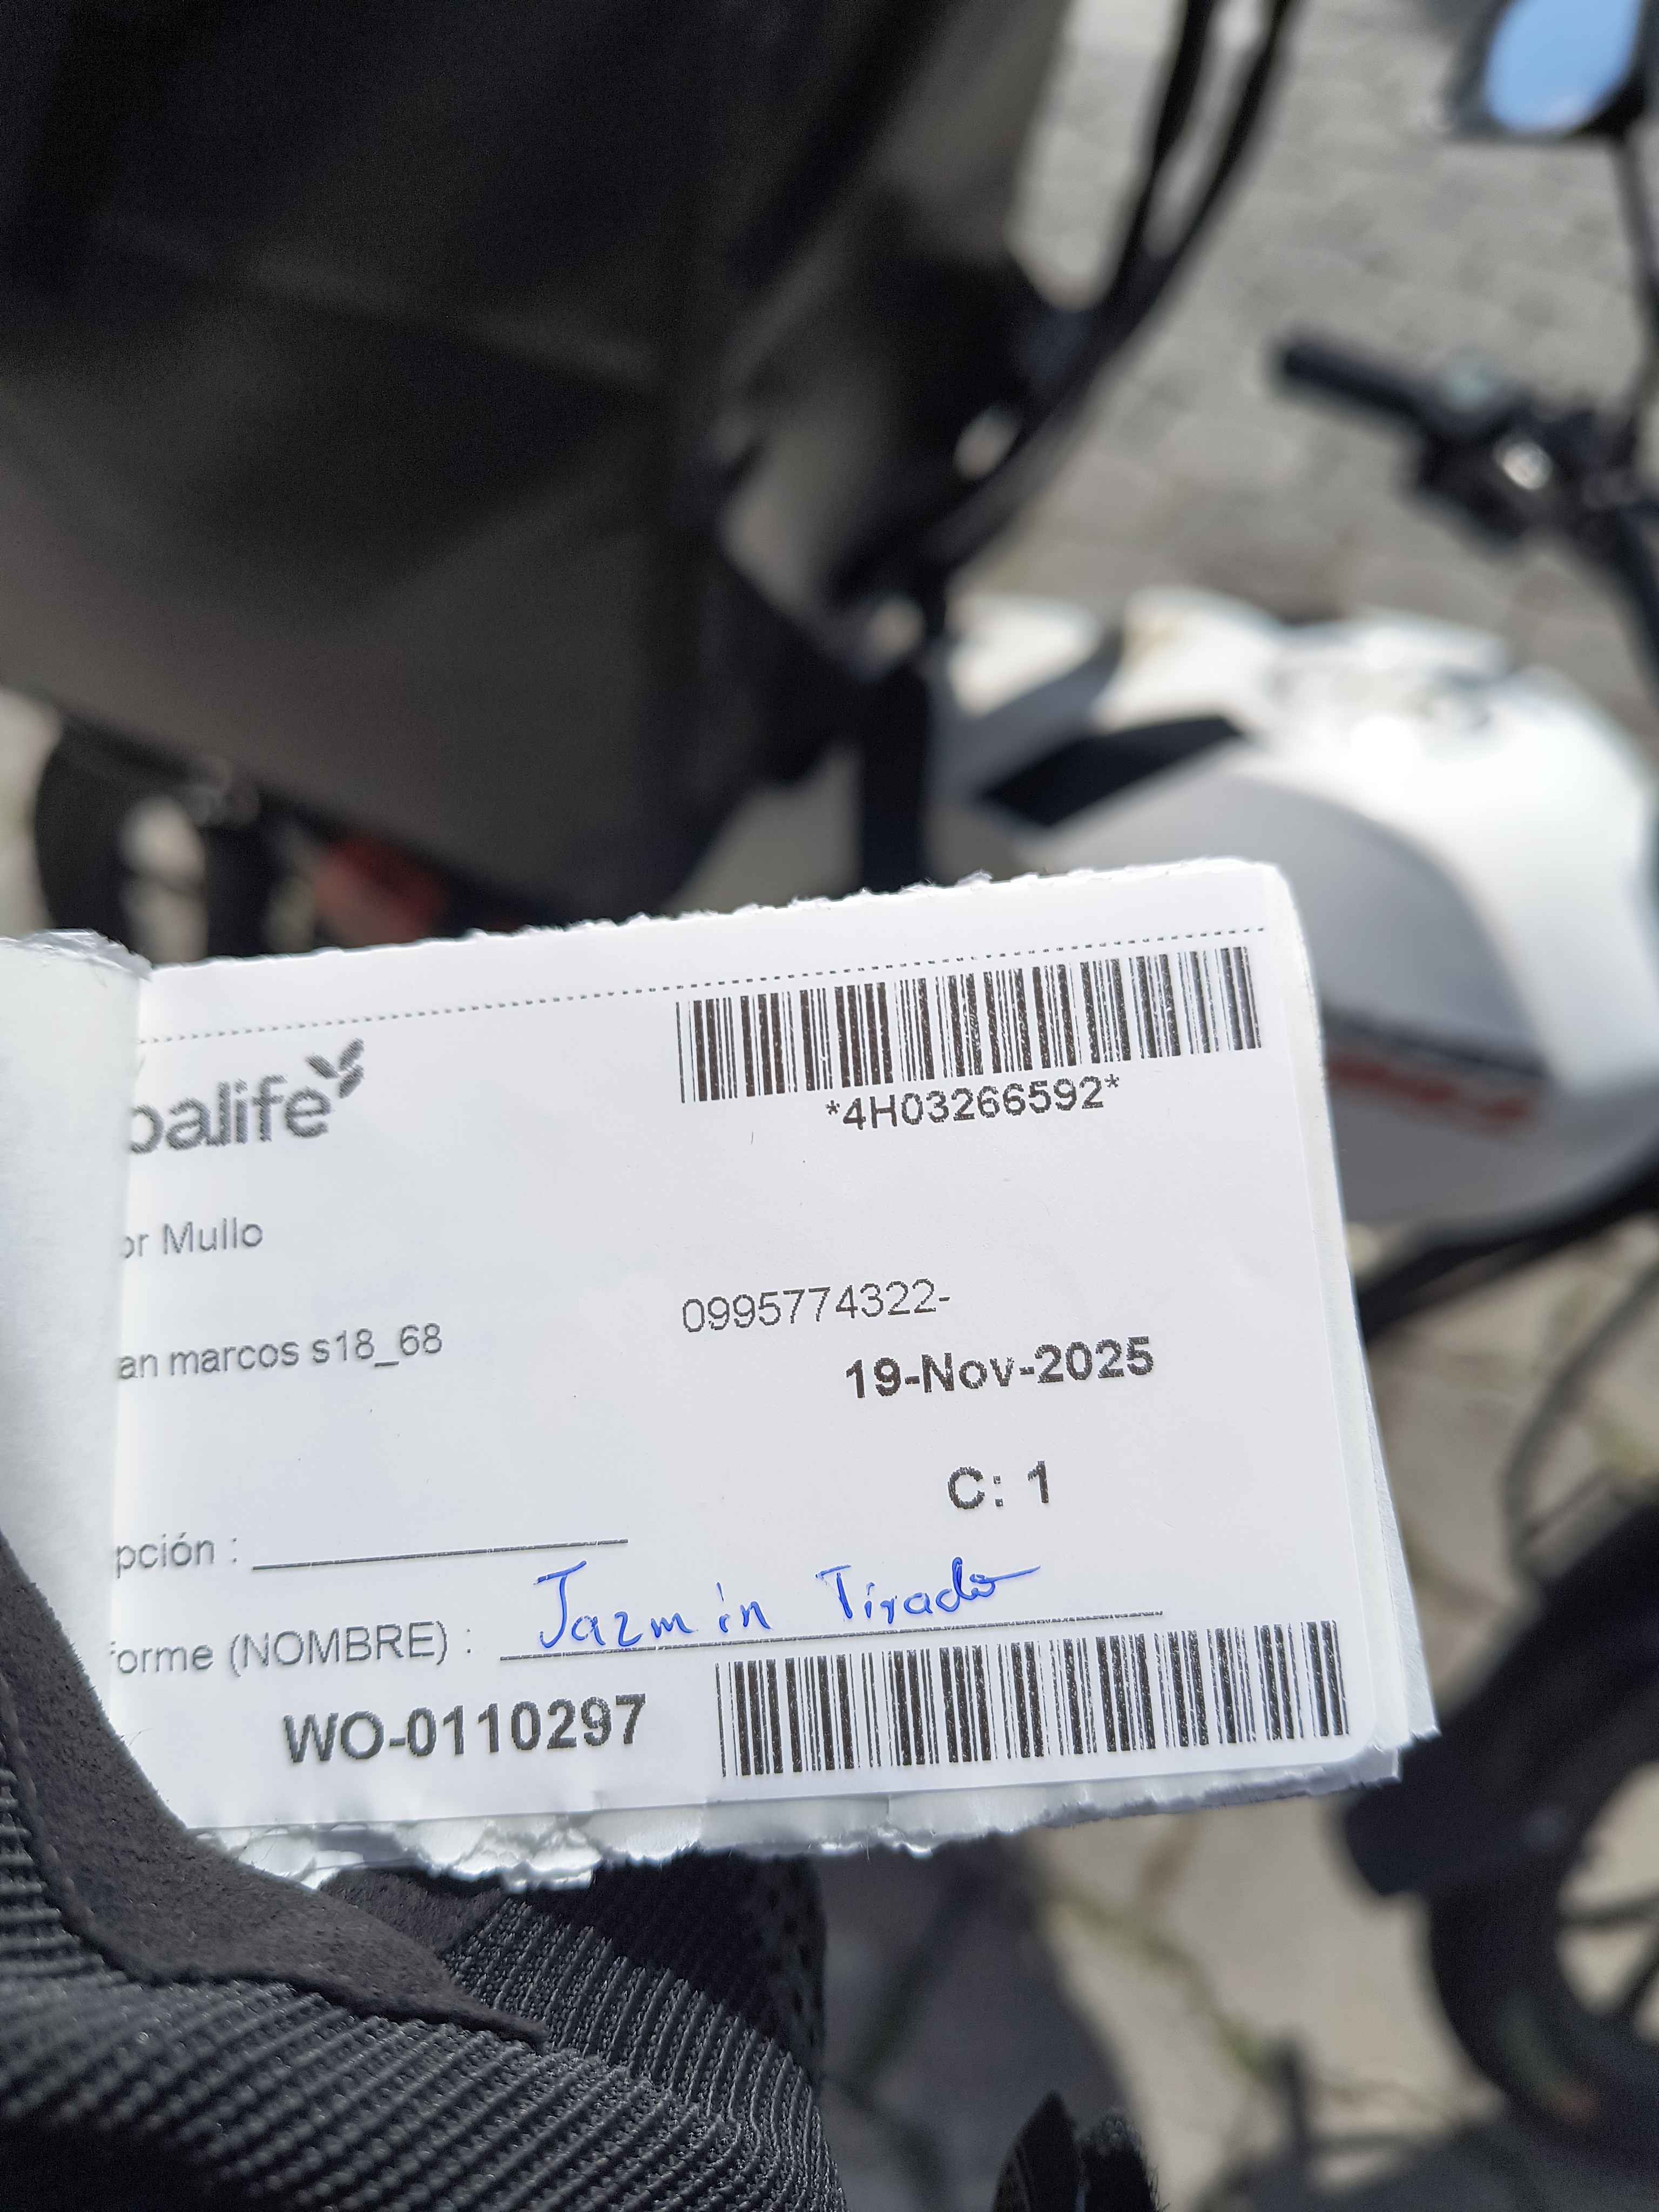 balife
*4H03266592*
or Mullo
0995774322-
an marcos s18_68
19-Nov-2025
C: 1
pción :
forme (NOMBRE) : Jazmin Tirado
WO-0110297